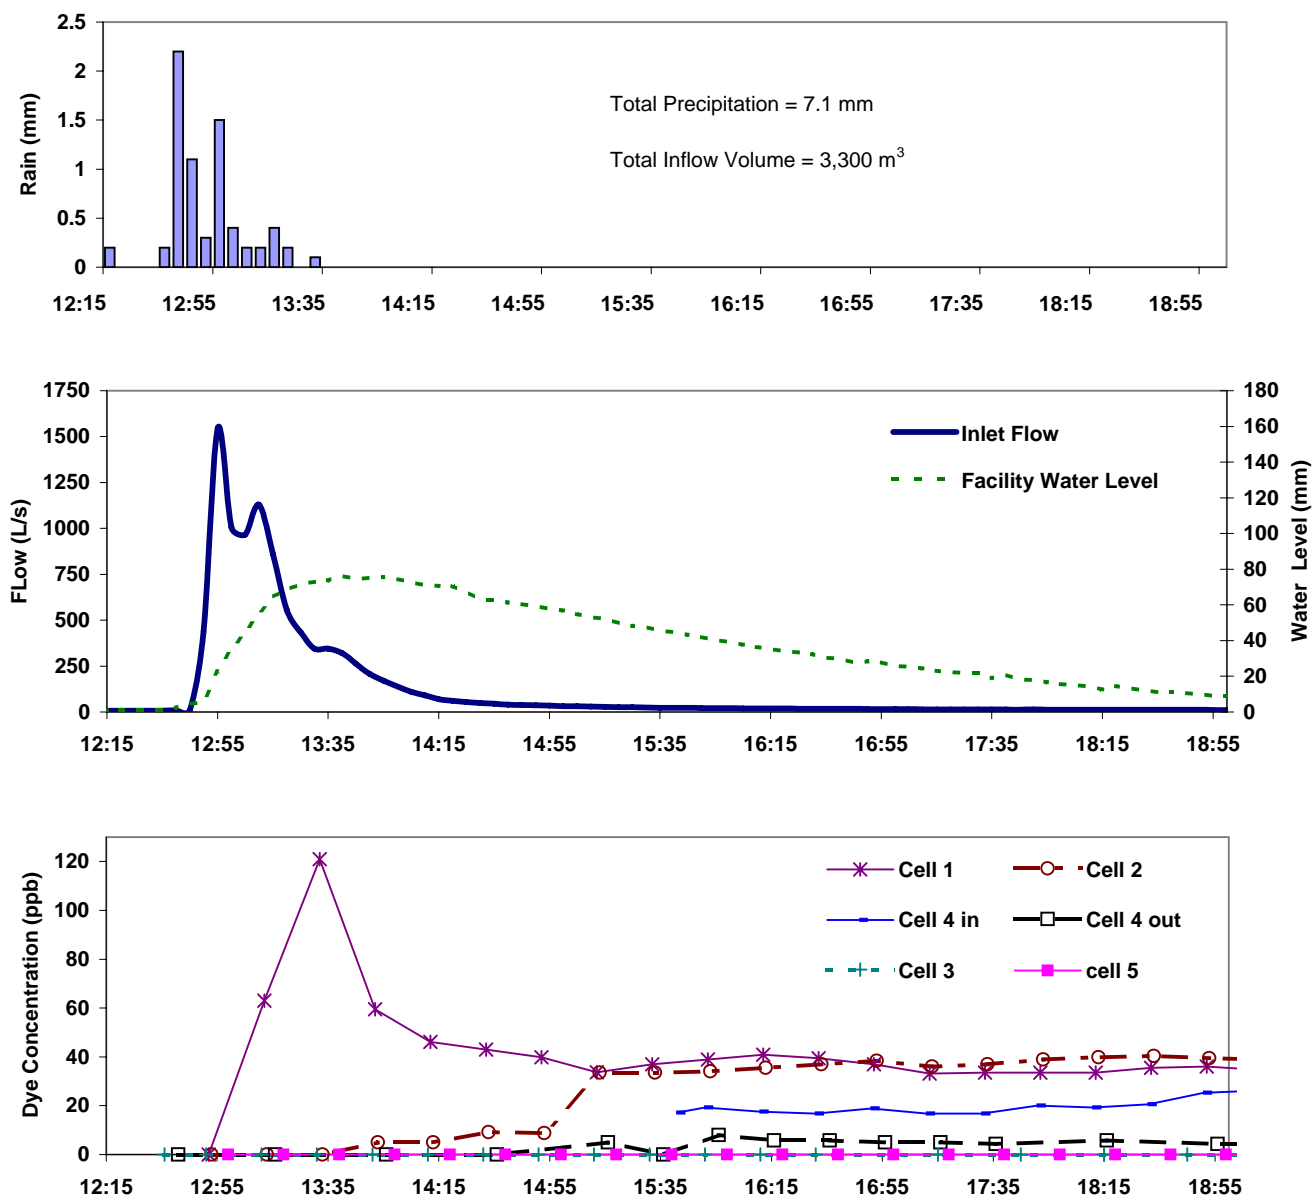 2.5
2
1.5
1
0.5
0
Rain (mm)
Total Precipitation = 7.1 mm
Total Inflow Volume = 3,300 m³
12:15 12:55 13:35 14:15 14:55 15:35 16:15 16:55 17:35 18:15 18:55
1750
1500
1250
1000
750
500
250
0
FLow (L/s)
Inlet Flow
Facility Water Level
180
160
140
120
100
80
60
40
20
0
Water Level (mm)
12:15 12:55 13:35 14:15 14:55 15:35 16:15 16:55 17:35 18:15 18:55
120
100
80
60
40
20
0
Dye Concentration (ppb)
Cell 1 Cell 2
Cell 4 in Cell 4 out
Cell 3 cell 5
12:15 12:55 13:35 14:15 14:55 15:35 16:15 16:55 17:35 18:15 18:55